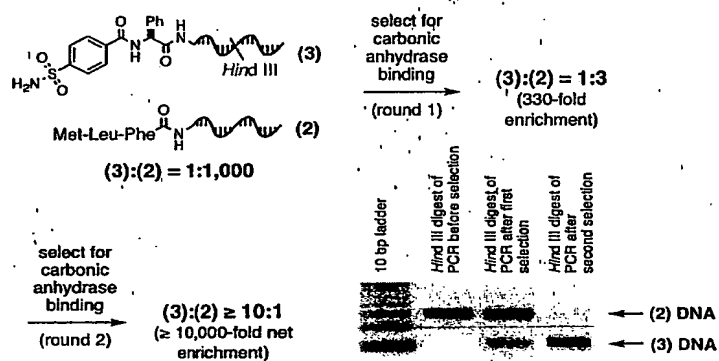 O
Ph
H
N
N
H
O
Hind III
(3)
S
O
O
H2N
Met-Leu-Phe
O
N
H
(2)
(3):(2) = 1:1,000
select for
carbonic
anhydrase
binding
(round 1)
(3):(2) = 1:3
(330-fold
enrichment)
select for
carbonic
anhydrase
binding
(round 2)
(3):(2) ≥ 10:1
(≥ 10,000-fold net
enrichment)
10 bp ladder
Hind III digest of
PCR before selection
Hind III digest of
PCR after first
selection
Hind III digest of
PCR after
second selection
(2) DNA
(3) DNA